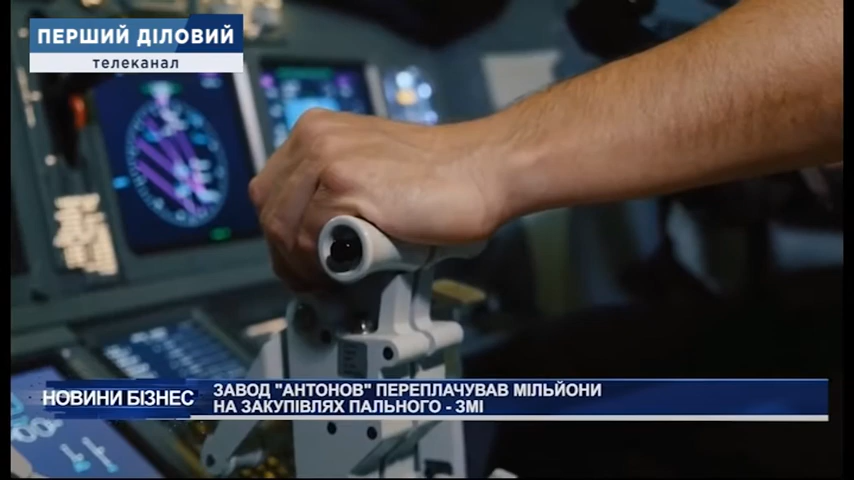 ПЕРШИЙ ДІЛОВИЙ
телеканал
НОВИНИ БІЗНЕС
ЗАВОД "АНТОНОВ" ПЕРЕПЛАЧУВАВ МІЛЬЙОНИ
НА ЗАКУПІВЛЯХ ПАЛЬНОГО - ЗМІ